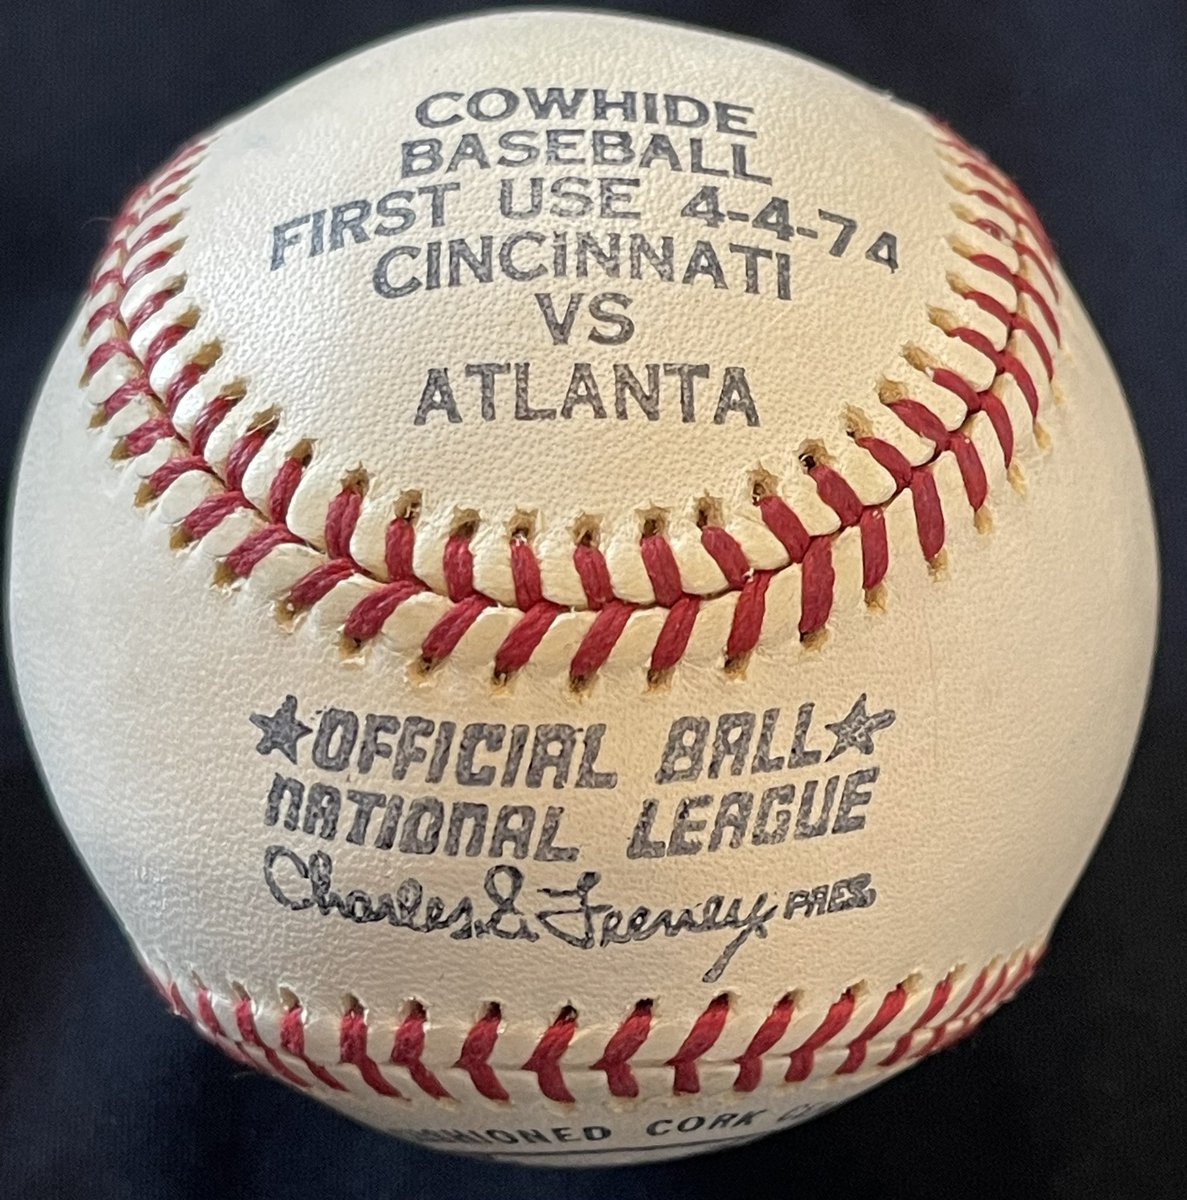 COWHIDE
BASEBALL
FIRST USE 4-4-74
CINCINNATI
VS
ATLANTA
★OFFICIAL BALL★
NATIONAL LEAGUE
Charles S. Feeney PRES.
CORK